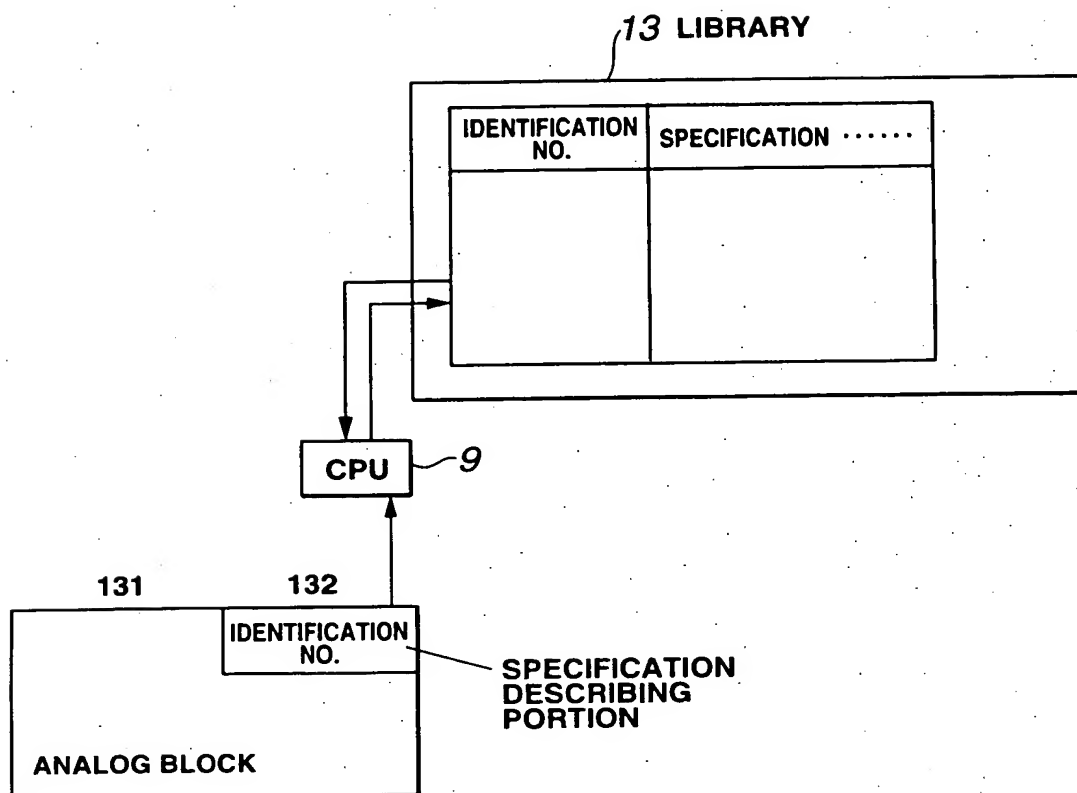 13 LIBRARY
IDENTIFICATION
NO.
SPECIFICATION ······
CPU
9
131
132
IDENTIFICATION
NO.
SPECIFICATION
DESCRIBING
PORTION
ANALOG BLOCK